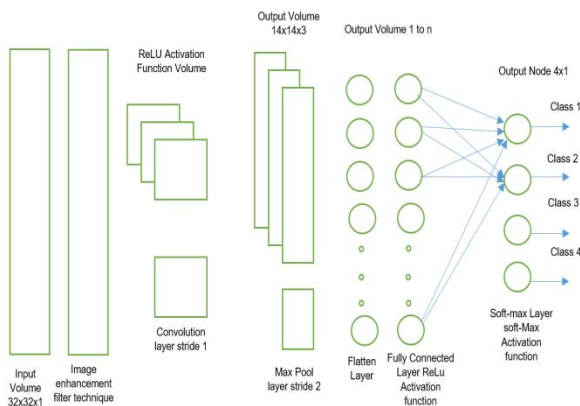 ReLU Activation
Function Volume
Output Volume
14x14x3
Output Volume 1 to n
Output Node 4x1
Class 1
Class 2
Class 3
Class 4
Input
Volume
32x32x1
Image
enhancement
filter technique
Convolution
layer stride 1
Max Pool
layer stride 2
Flatten
Layer
Fully Connected
Layer ReLu
Activation
function)
Soft-max Layer
soft-Max
Activation
function)